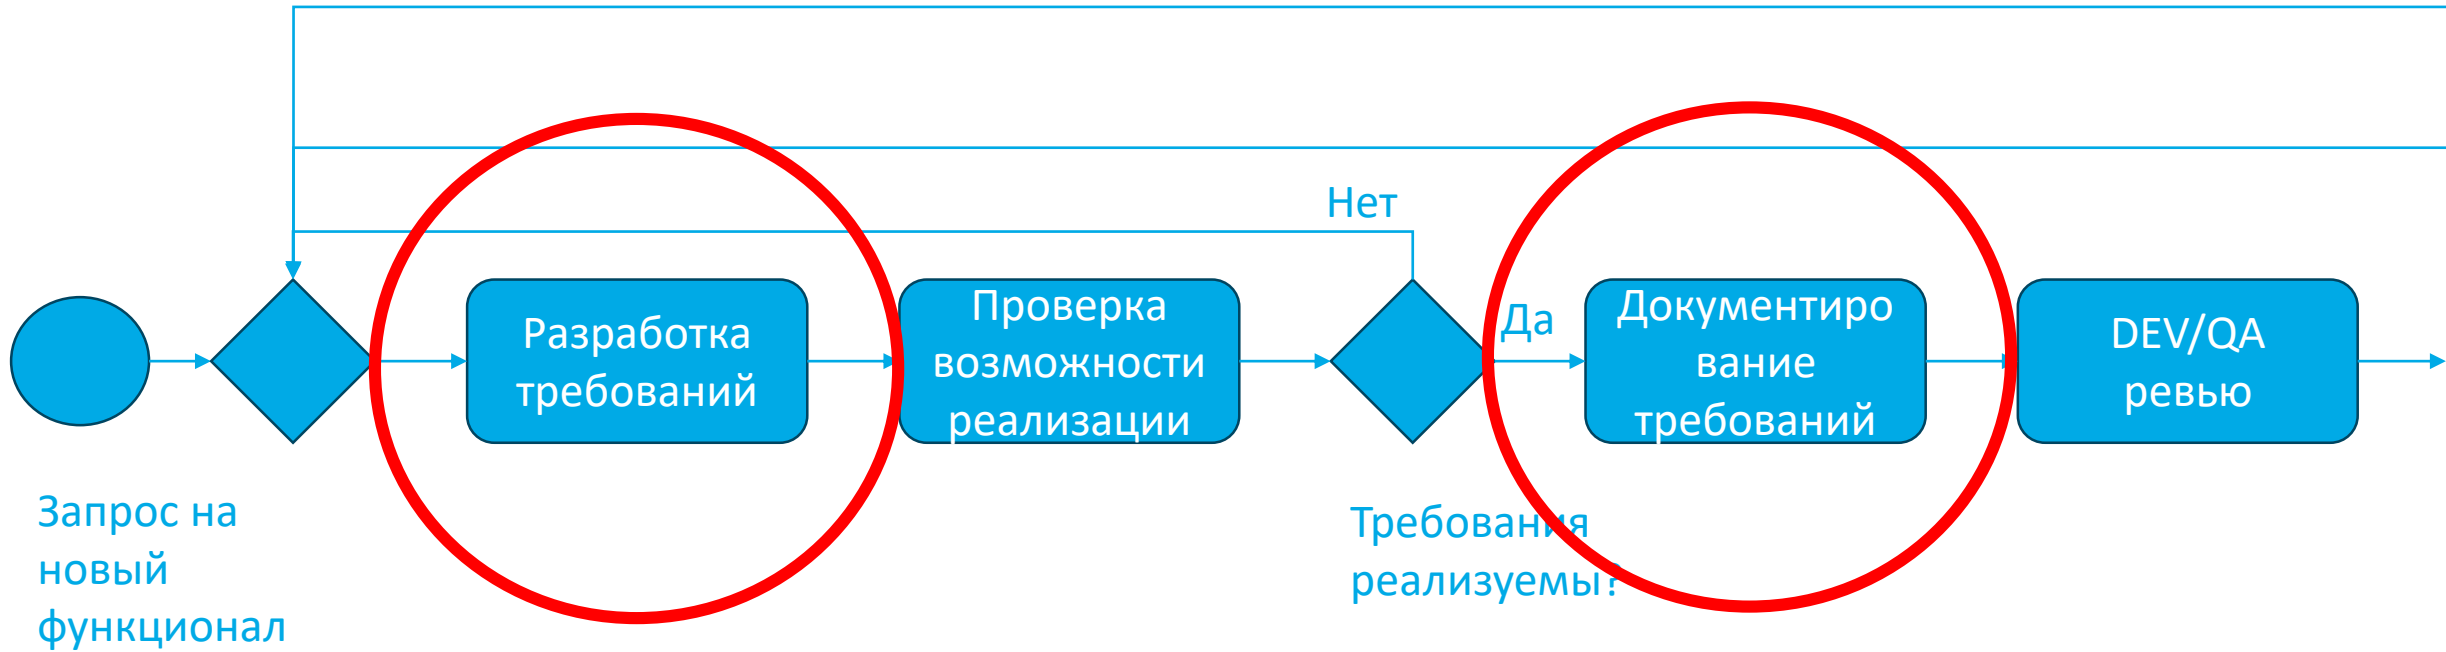 Нет
Разработка
требований
Проверка
возможности
реализации
Да
Документиро
вание
требований
DEV/QA
ревью
Запрос на
новый
функционал
Требования
реализуемы?